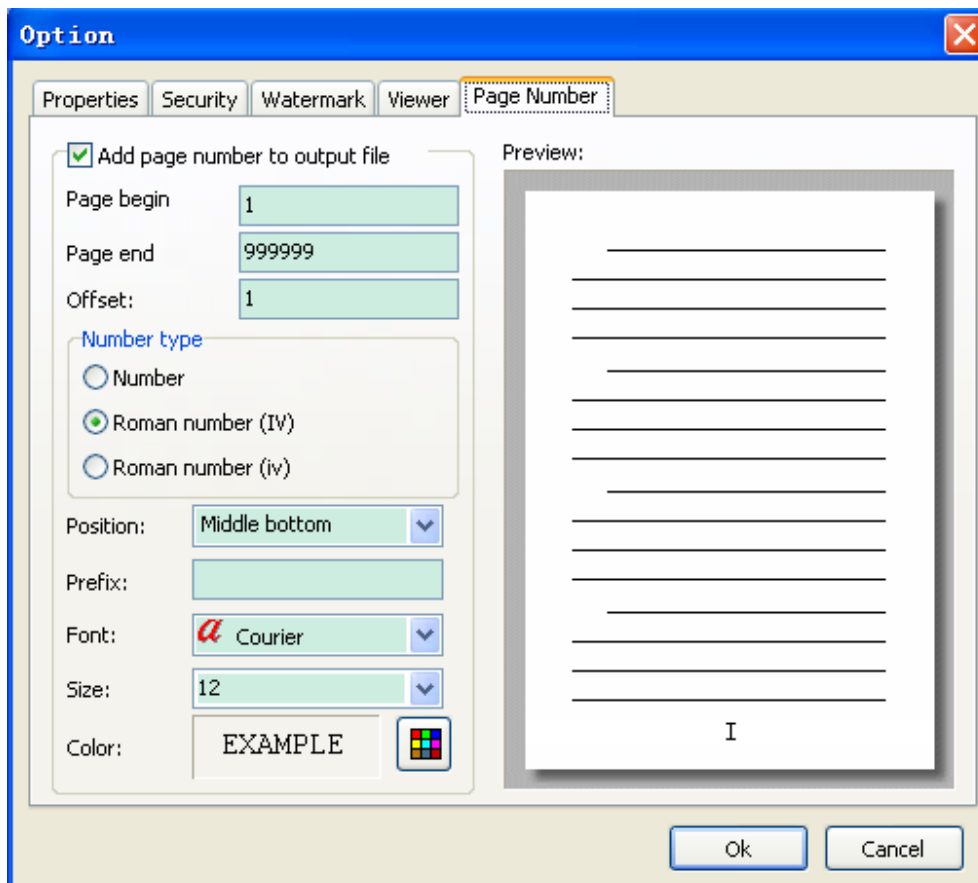 Option
Properties Security Watermark Viewer Page Number
Add page number to output file
Page begin 1
Page end 999999
Offset: 1
Number type
Number
Roman number (IV)
Roman number (iv)
Position: Middle bottom
Prefix:
Font: a Courier
Size: 12
Color: EXAMPLE
Preview:
I
Ok Cancel